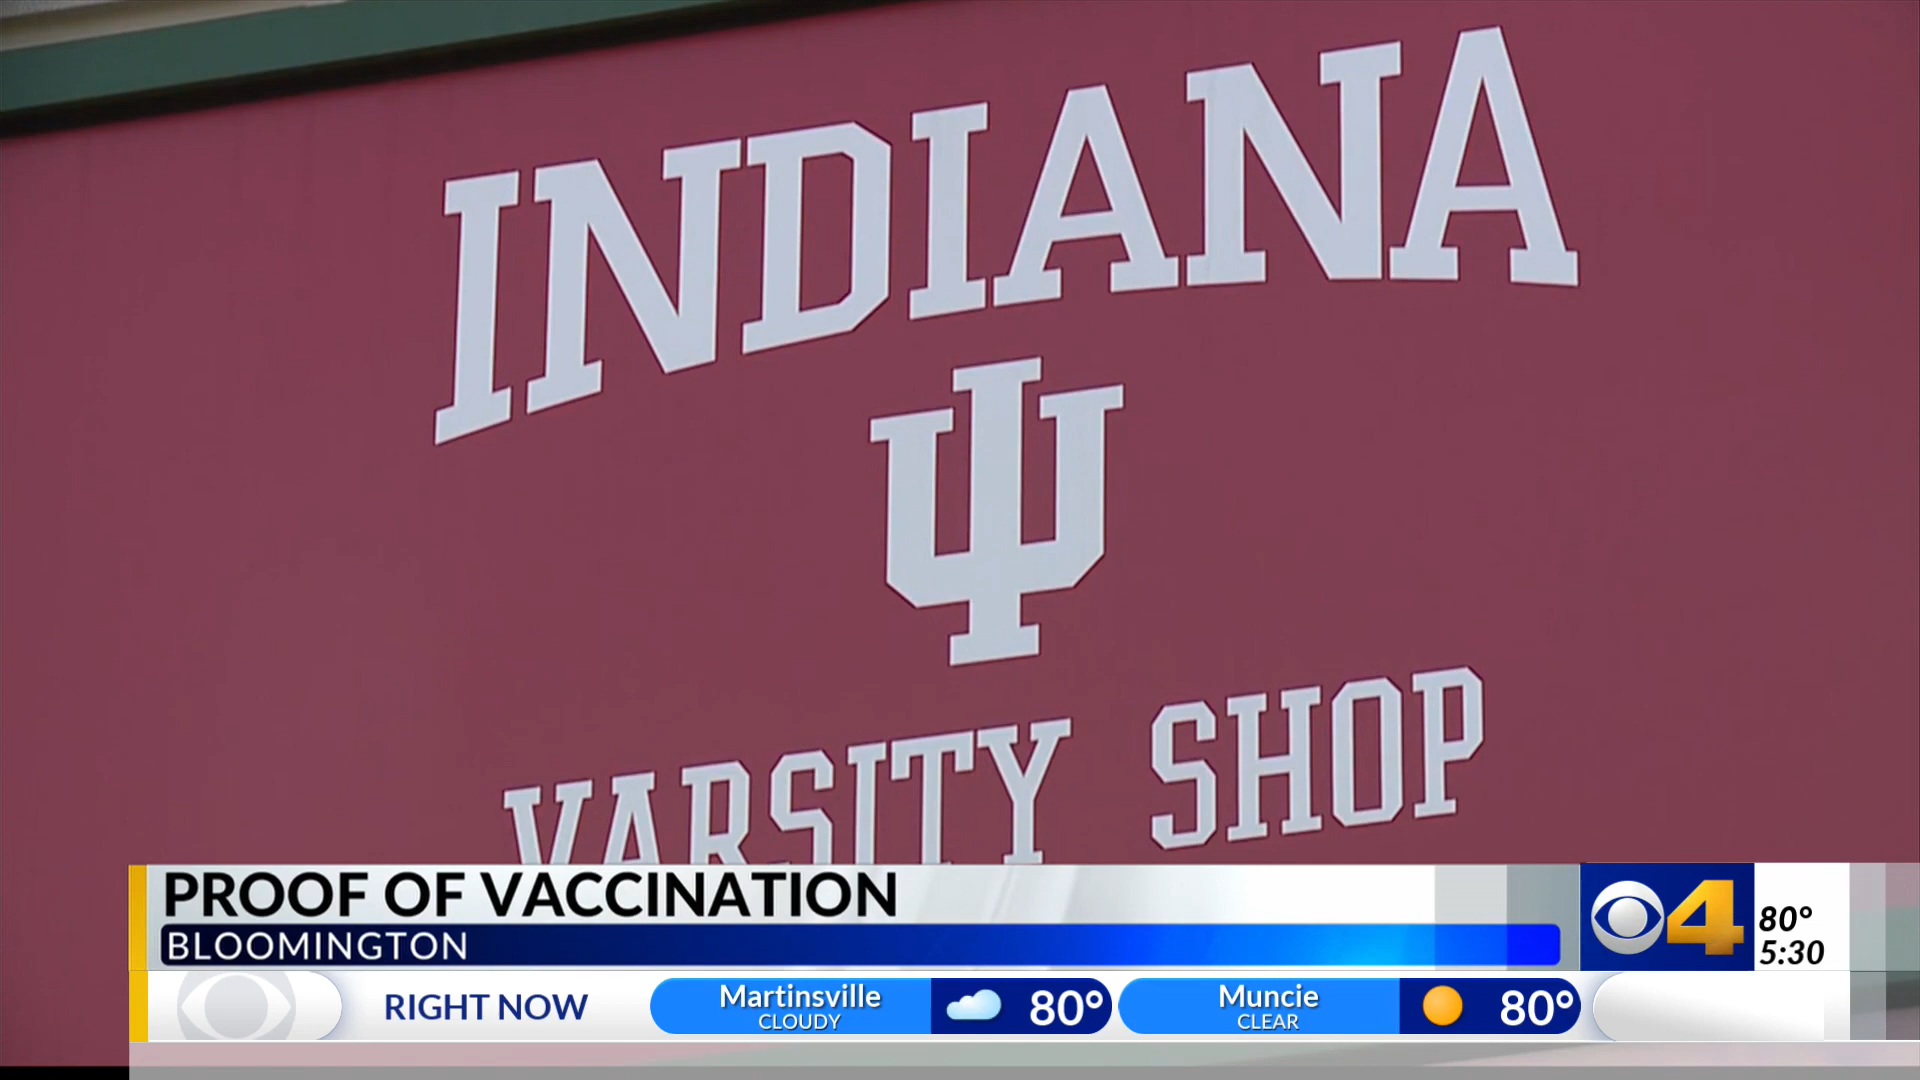 INDIANA
IU
VARSITY SHOP
PROOF OF VACCINATION
BLOOMINGTON
4
80°
5:30
RIGHT NOW
Martinsville
CLOUDY
80°
Muncie
CLEAR
80°